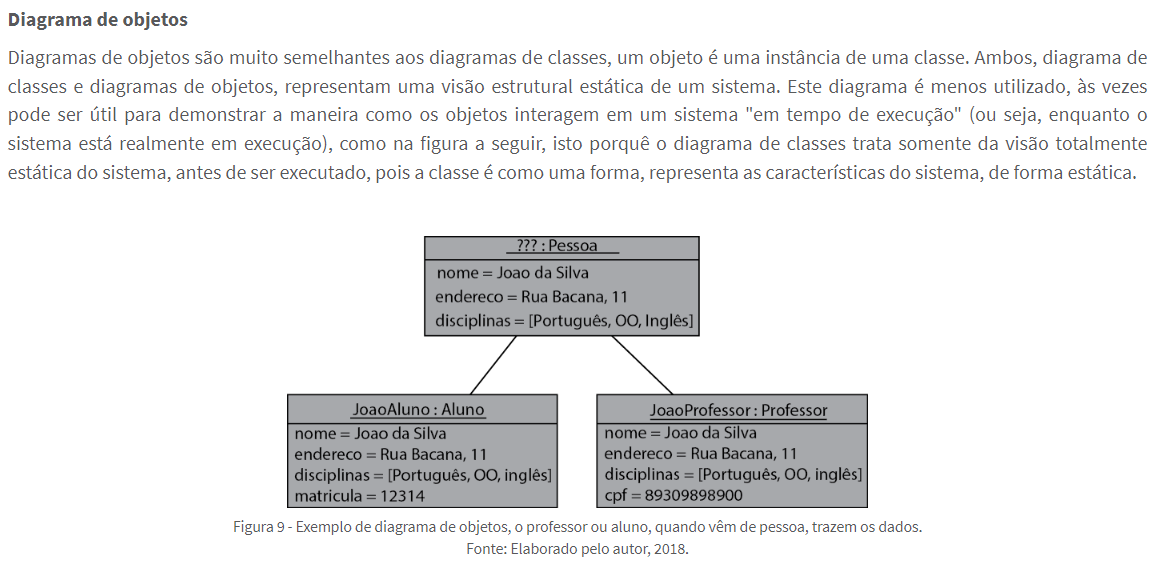 Diagrama de objetos
Diagramas de objetos são muito semelhantes aos diagramas de classes, um objeto é uma instância de uma classe. Ambos, diagrama de
classes e diagramas de objetos, representam uma visão estrutural estática de um sistema. Este diagrama é menos utilizado, às vezes
pode ser útil para demonstrar a maneira como os objetos interagem em um sistema "em tempo de execução" (ou seja, enquanto o
sistema está realmente em execução), como na figura a seguir, isto porquê o diagrama de classes trata somente da visão totalmente
estática do sistema, antes de ser executado, pois a classe é como uma forma, representa as características do sistema, de forma estática.
??? : Pessoa
nome = Joao da Silva
endereco = Rua Bacana, 11
disciplinas = [Português, OO, Inglês]
JoaoAluno : Aluno
nome = Joao da Silva
endereco = Rua Bacana, 11
disciplinas = [Português, OO, inglês]
matricula = 12314
JoaoProfessor : Professor
nome = Joao da Silva
endereco = Rua Bacana, 11
disciplinas = [Português, OO, inglês]
cpf = 89309898900
Figura 9 - Exemplo de diagrama de objetos, o professor ou aluno, quando vêm de pessoa, trazem os dados.
Fonte: Elaborado pelo autor, 2018.